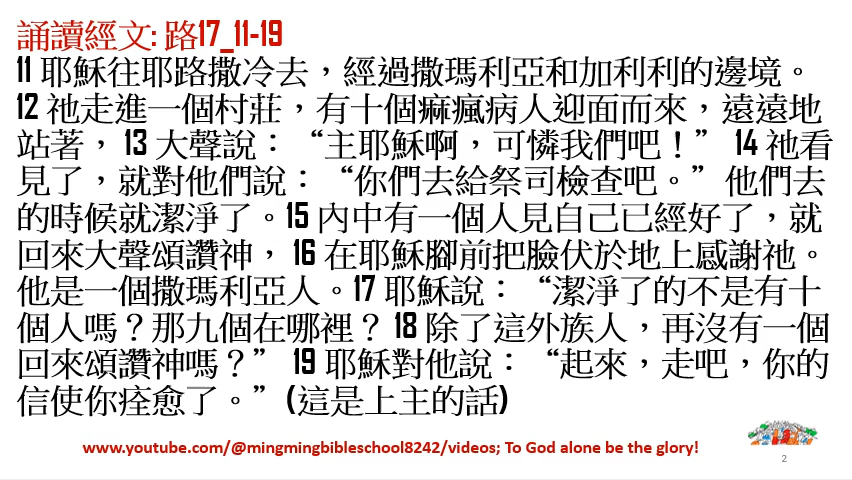 誦讀經文: 路17_11-19
11 耶穌往耶路撒冷去，經過撒瑪利亞和加利利的邊境。
12 祂走進一個村莊，有十個痲瘋病人迎面而來，遠遠地
站著， 13 大聲說： “主耶穌啊，可憐我們吧！” 14 祂看
見了，就對他們說： “你們去給祭司檢查吧。” 他們去
的時候就潔淨了。15 內中有一個人見自己已經好了，就
回來大聲頌讚神， 16 在耶穌腳前把臉伏於地上感謝祂。
他是一個撒瑪利亞人。17 耶穌說： “潔淨了的不是有十
個人嗎？那九個在哪裡？ 18 除了這外族人，再沒有一個
回來頌讚神嗎？” 19 耶穌對他說： “起來，走吧，你的
信使你痊愈了。” (這是上主的話)
www.youtube.com/@mingmingbibleschool8242/videos; To God alone be the glory!
2